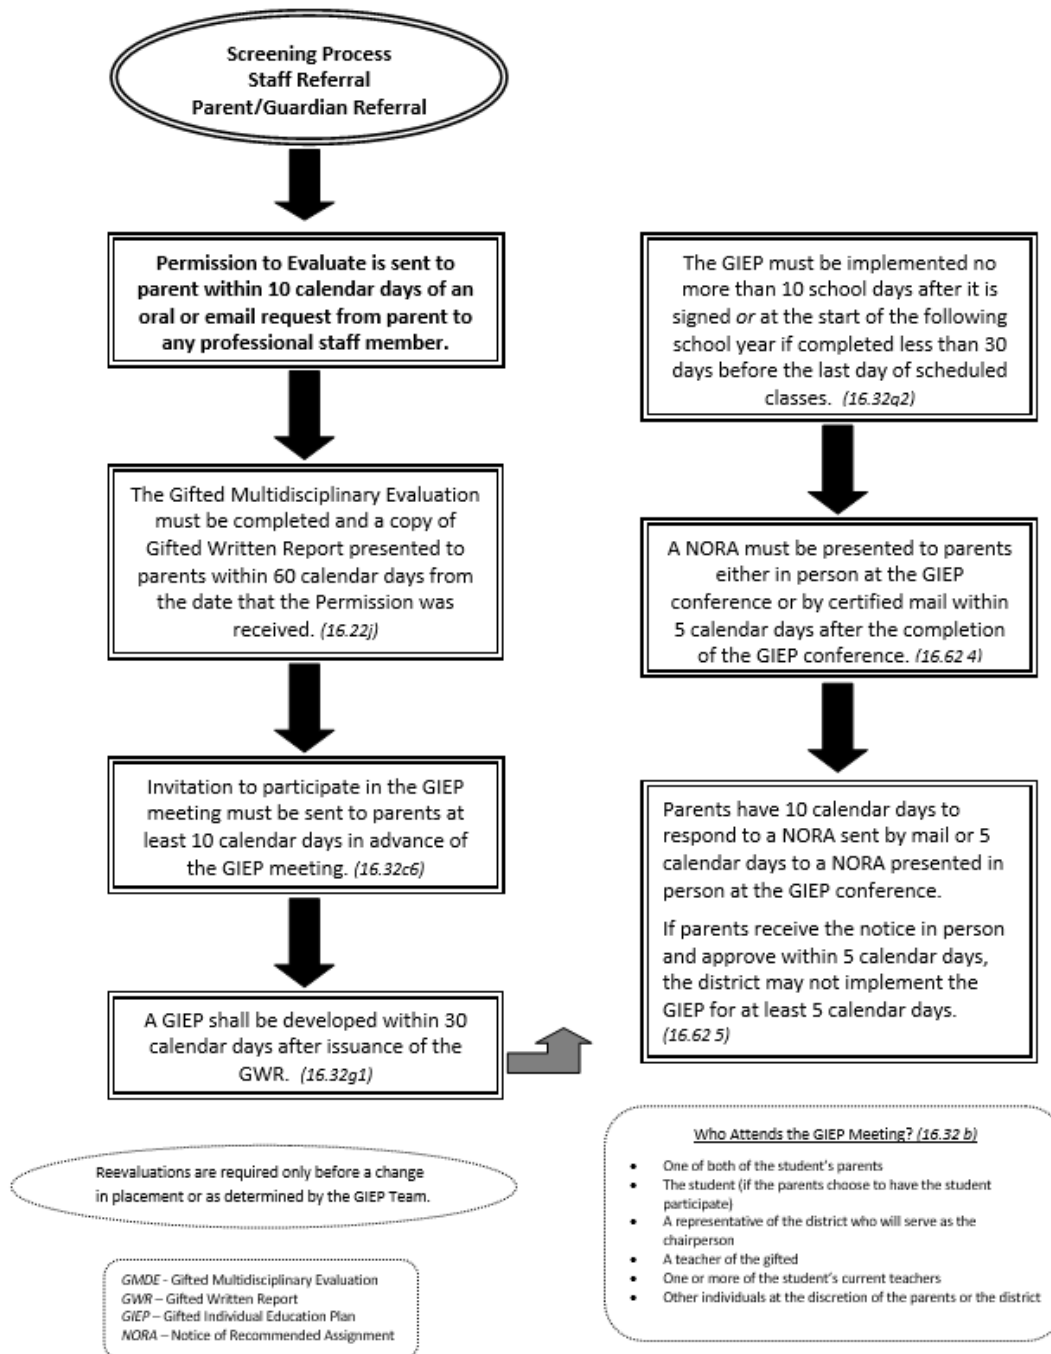 Screening Process
Staff Referral
Parent/Guardian Referral
Permission to Evaluate is sent to
parent within 10 calendar days of an
oral or email request from parent to
any professional staff member.
The Gifted Multidisciplinary Evaluation
must be completed and a copy of
Gifted Written Report presented to
parents within 60 calendar days from
the date that the Permission was
received. (16.22j)
Invitation to participate in the GIEP
meeting must be sent to parents at
least 10 calendar days in advance of
the GIEP meeting. (16.32c6)
A GIEP shall be developed within 30
calendar days after issuance of the
GWR. (16.32g1)
The GIEP must be implemented no
more than 10 school days after it is
signed or at the start of the following
school year if completed less than 30
days before the last day of scheduled
classes. (16.32g2)
A NORA must be presented to parents
either in person at the GIEP
conference or by certified mail within
5 calendar days after the completion
of the GIEP conference. (16.62 4)
Parents have 10 calendar days to
respond to a NORA sent by mail or 5
calendar days to a NORA presented in
person at the GIEP conference.
If parents receive the notice in person
and approve within 5 calendar days,
the district may not implement the
GIEP for at least 5 calendar days.
(16.62 5)
Reevaluations are required only before a change
in placement or as determined by the GIEP Team.
GMDE - Gifted Multidisciplinary Evaluation
GWR – Gifted Written Report
GIEP – Gifted Individual Education Plan
NORA – Notice of Recommended Assignment
Who Attends the GIEP Meeting? (16.32 b)
• One of both of the student's parents
• The student (if the parents choose to have the student
participate)
• A representative of the district who will serve as the
chairperson
• A teacher of the gifted
• One or more of the student's current teachers
• Other individuals at the discretion of the parents or the district